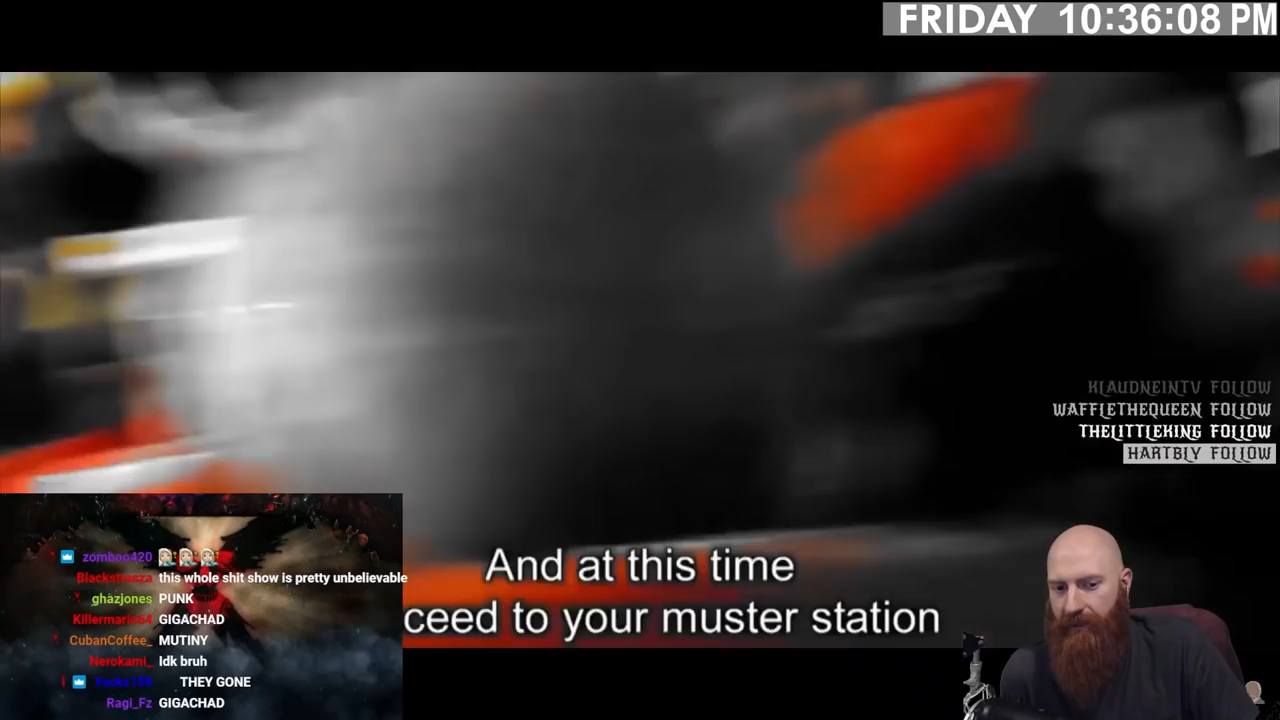 FRIDAY 10:36:08 PM
KLAUDNEINTV FOLLOW
WAFFLETHEQUEEN FOLLOW
THELITTLEKING FOLLOW
HARTBLY FOLLOW
zomboo420
this whole shit show is pretty unbelievable
ghazjones PUNK
Killermario64 GIGACHAD
CubanCoffee_ MUTINY
Nerokami_ Idk bruh
THEY GONE
Ragi_Fz GIGACHAD
And at this time
ceed to your muster station